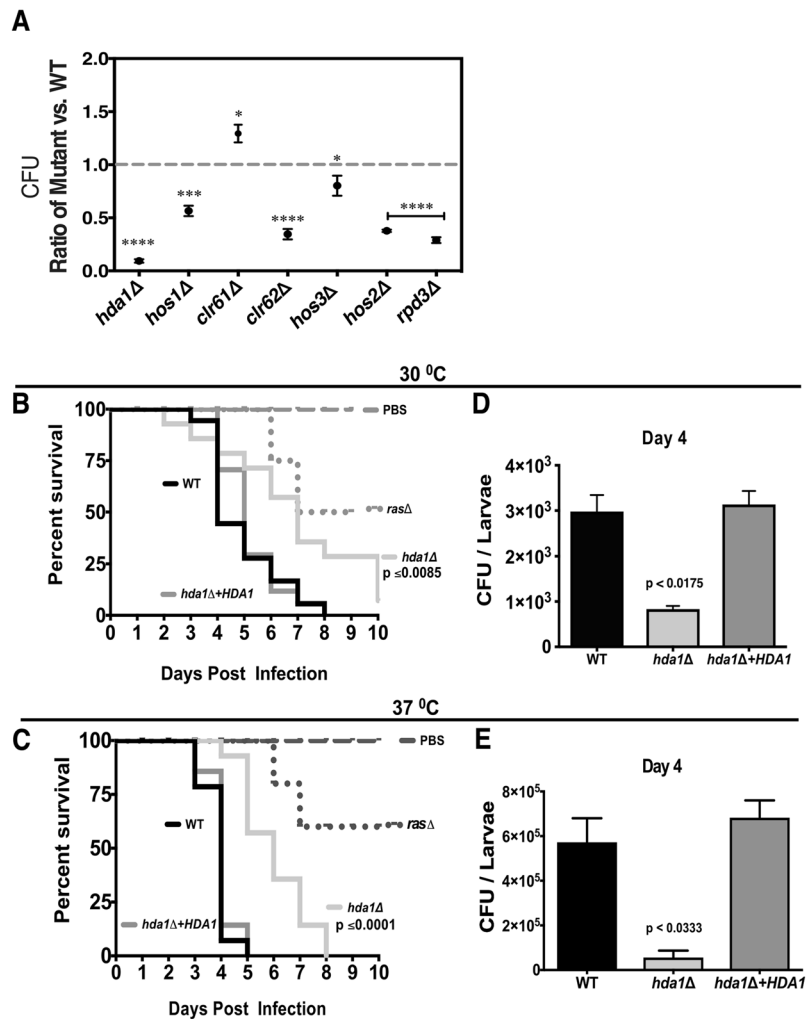 A
CFU
Ratio of Mutant vs. WT
2.0
1.5
1.0
0.5
0.0
****
***
*
****
*
****
hda1Δ
hos1Δ
clr61Δ
clr62Δ
hos3Δ
hos2Δ
rpd3Δ
30 ⁰C
B
Percent survival
100
75
50
25
0
PBS
WT
rasΔ
hda1Δ
p ≤0.0085
hda1Δ+HDA1
0 1 2 3 4 5 6 7 8 9 10
Days Post Infection
D
Day 4
CFU / Larvae
4×10³
3×10³
2×10³
1×10³
0
p < 0.0175
WT
hda1Δ
hda1Δ+HDA1
37 ⁰C
C
Percent survival
100
75
50
25
0
PBS
WT
rasΔ
hda1Δ
p ≤0.0001
hda1Δ+HDA1
0 1 2 3 4 5 6 7 8 9 10
Days Post Infection
E
Day 4
CFU / Larvae
8×10⁵
6×10⁵
4×10⁵
2×10⁵
0
p < 0.0333
WT
hda1Δ
hda1Δ+HDA1